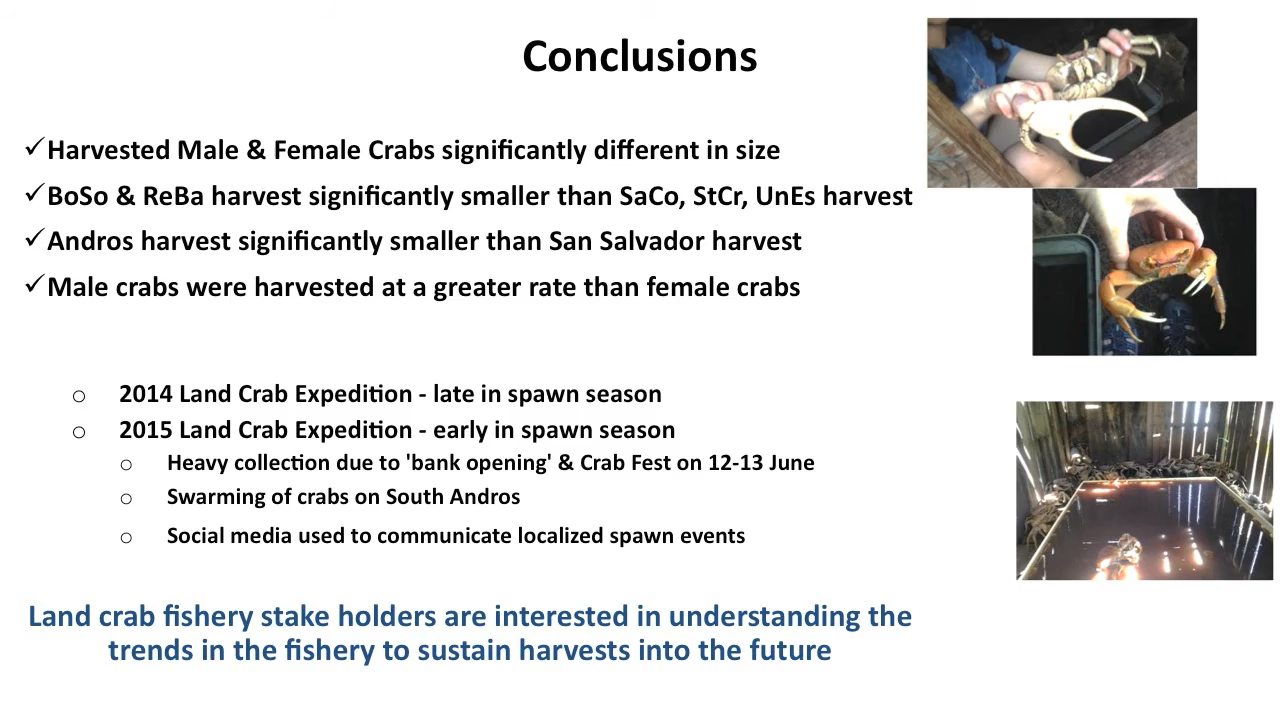 Conclusions
✓Harvested Male & Female Crabs significantly different in size
✓BoSo & ReBa harvest significantly smaller than SaCo, StCr, UnEs harvest
✓Andros harvest significantly smaller than San Salvador harvest
✓Male crabs were harvested at a greater rate than female crabs
○ 2014 Land Crab Expedition - late in spawn season
○ 2015 Land Crab Expedition - early in spawn season
○ Heavy collection due to 'bank opening' & Crab Fest on 12-13 June
○ Swarming of crabs on South Andros
○ Social media used to communicate localized spawn events
Land crab fishery stake holders are interested in understanding the
trends in the fishery to sustain harvests into the future